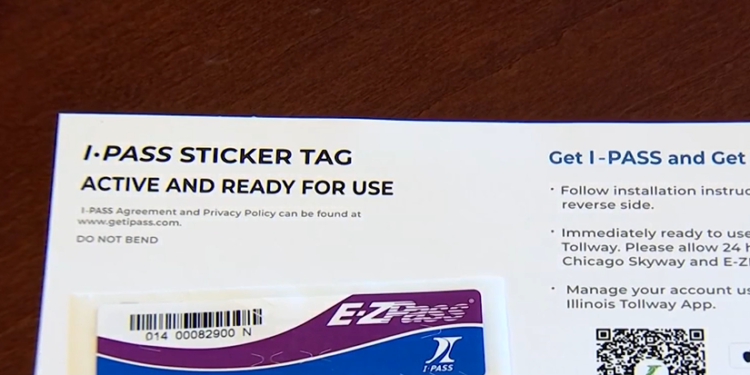 I-PASS STICKER TAG
ACTIVE AND READY FOR USE
I-PASS Agreement and Privacy Policy can be found at
www.getipass.com.
DO NOT BEND
014 00082900 N
E-ZPass®
I-PASS
Get I-PASS and Get
· Follow installation
reverse side.
· Immediately ready to use
Tollway. Please allow 24
Chicago Skyway and
· Manage your account
Illinois Tollway App.